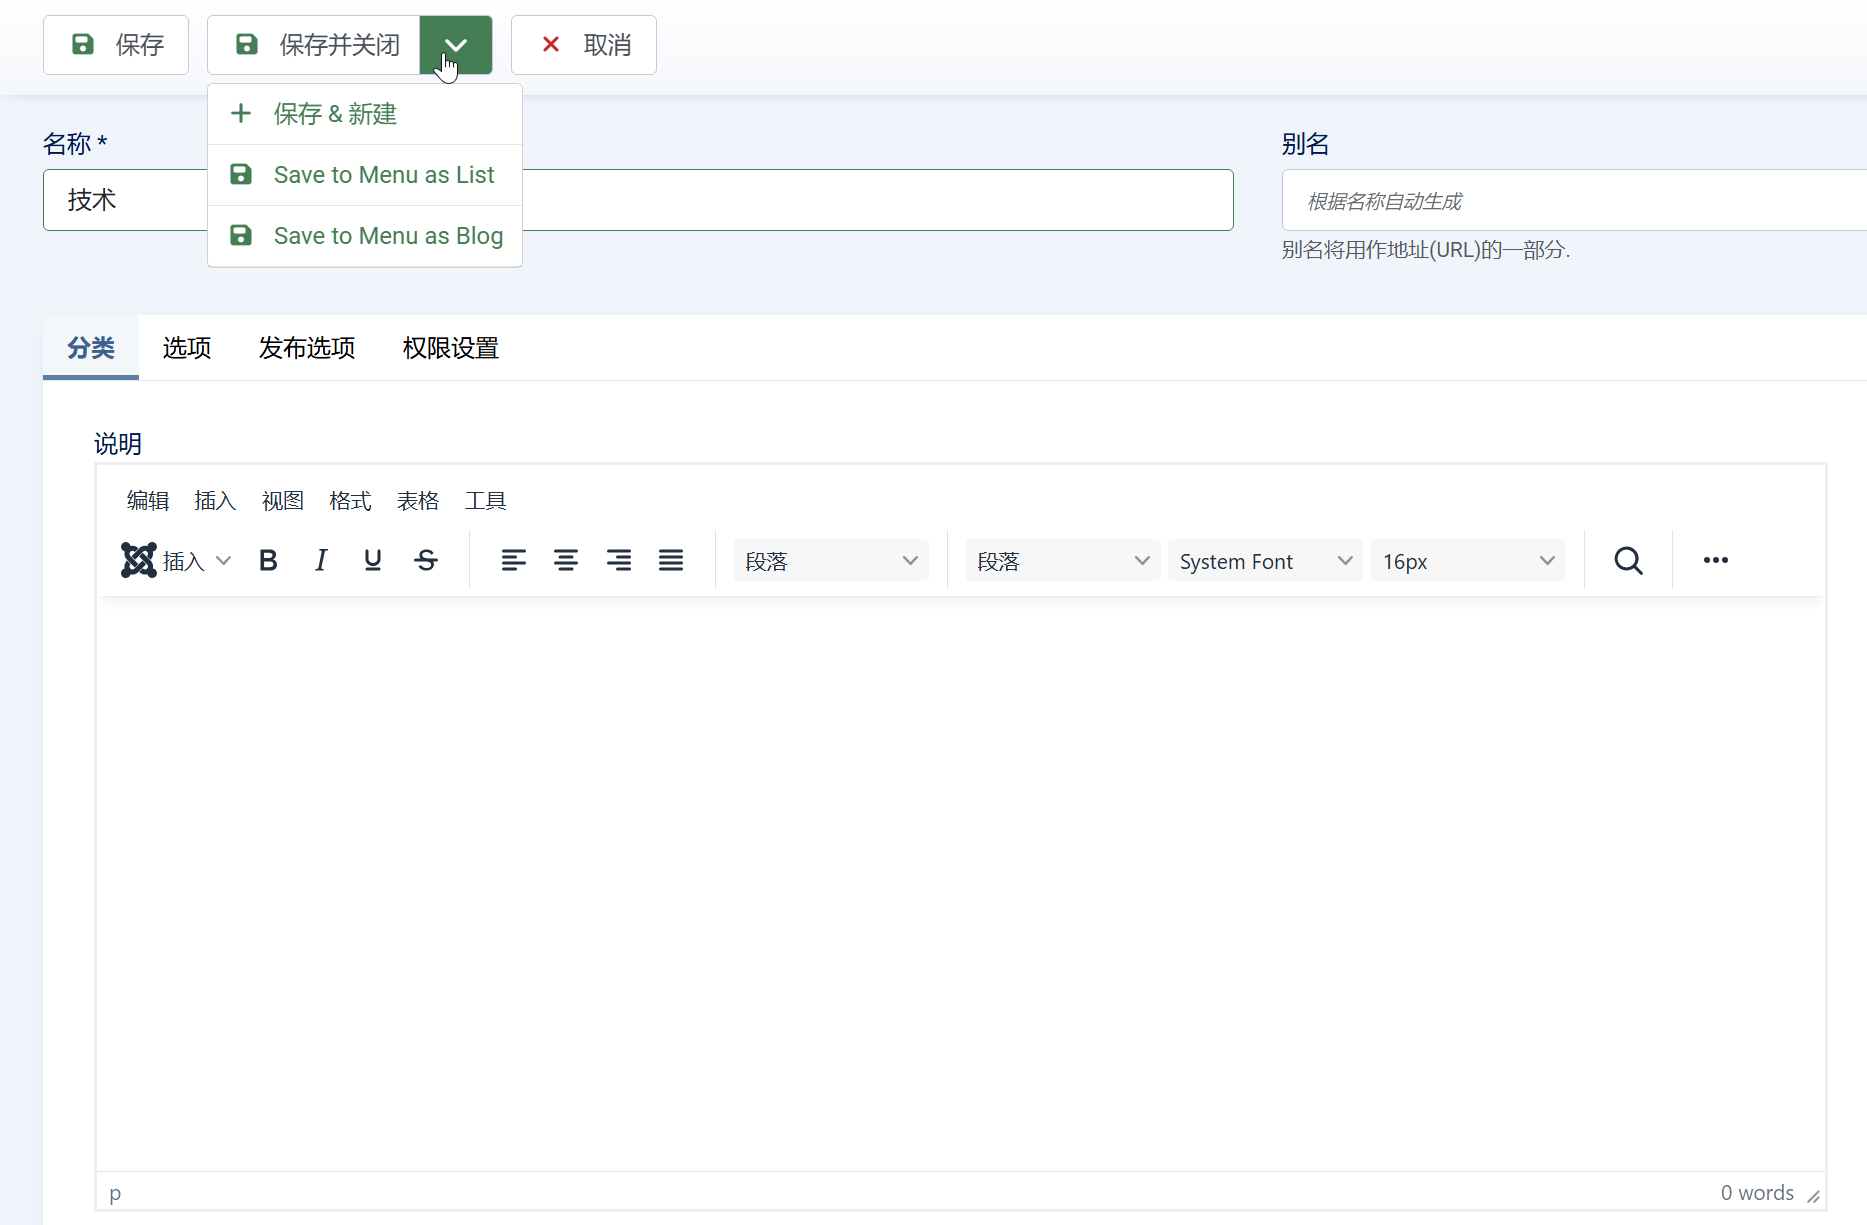 保存
保存并关闭
取消
保存 & 新建
Save to Menu as List
Save to Menu as Blog
名称 *
技术
别名
根据名称自动生成
别名将用作地址(URL)的一部分.
分类 选项 发布选项 权限设置
说明
编辑 插入 视图 格式 表格 工具
插入 B I U S 段落 段落 System Font 16px
p
0 words